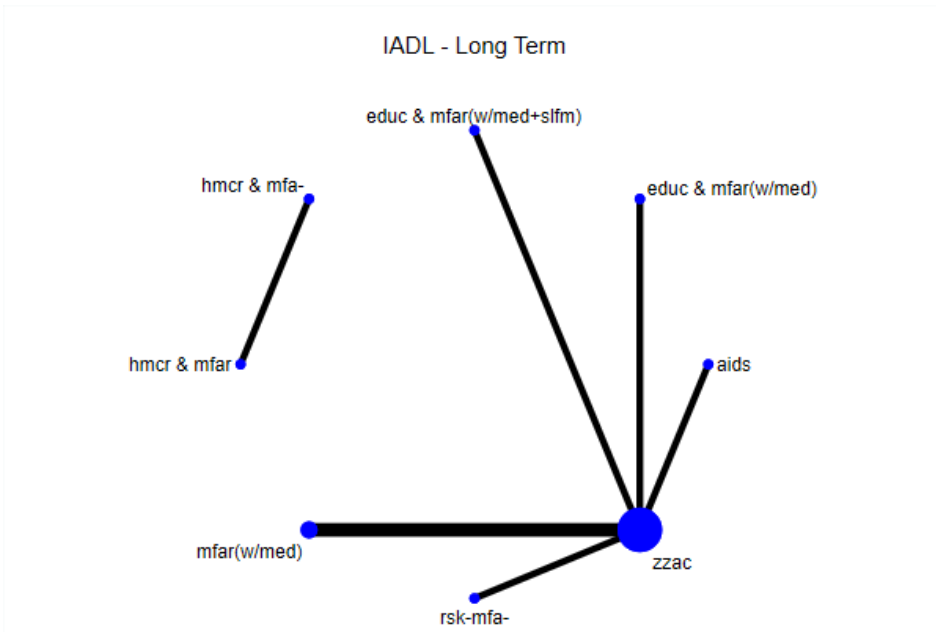 IADL - Long Term
educ & mfar(w/med+slfm)
hmcr & mfa-
educ & mfar(w/med)
hmcr & mfar
aids
mfar(w/med)
zzac
rsk-mfa-